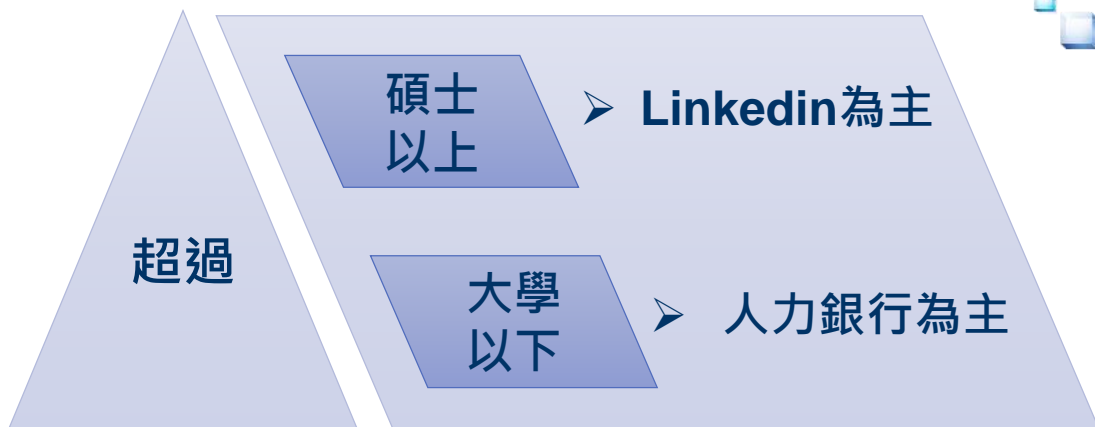 超過
碩士
以上
➢ Linkedin為主
大學
以下
➢ 人力銀行為主